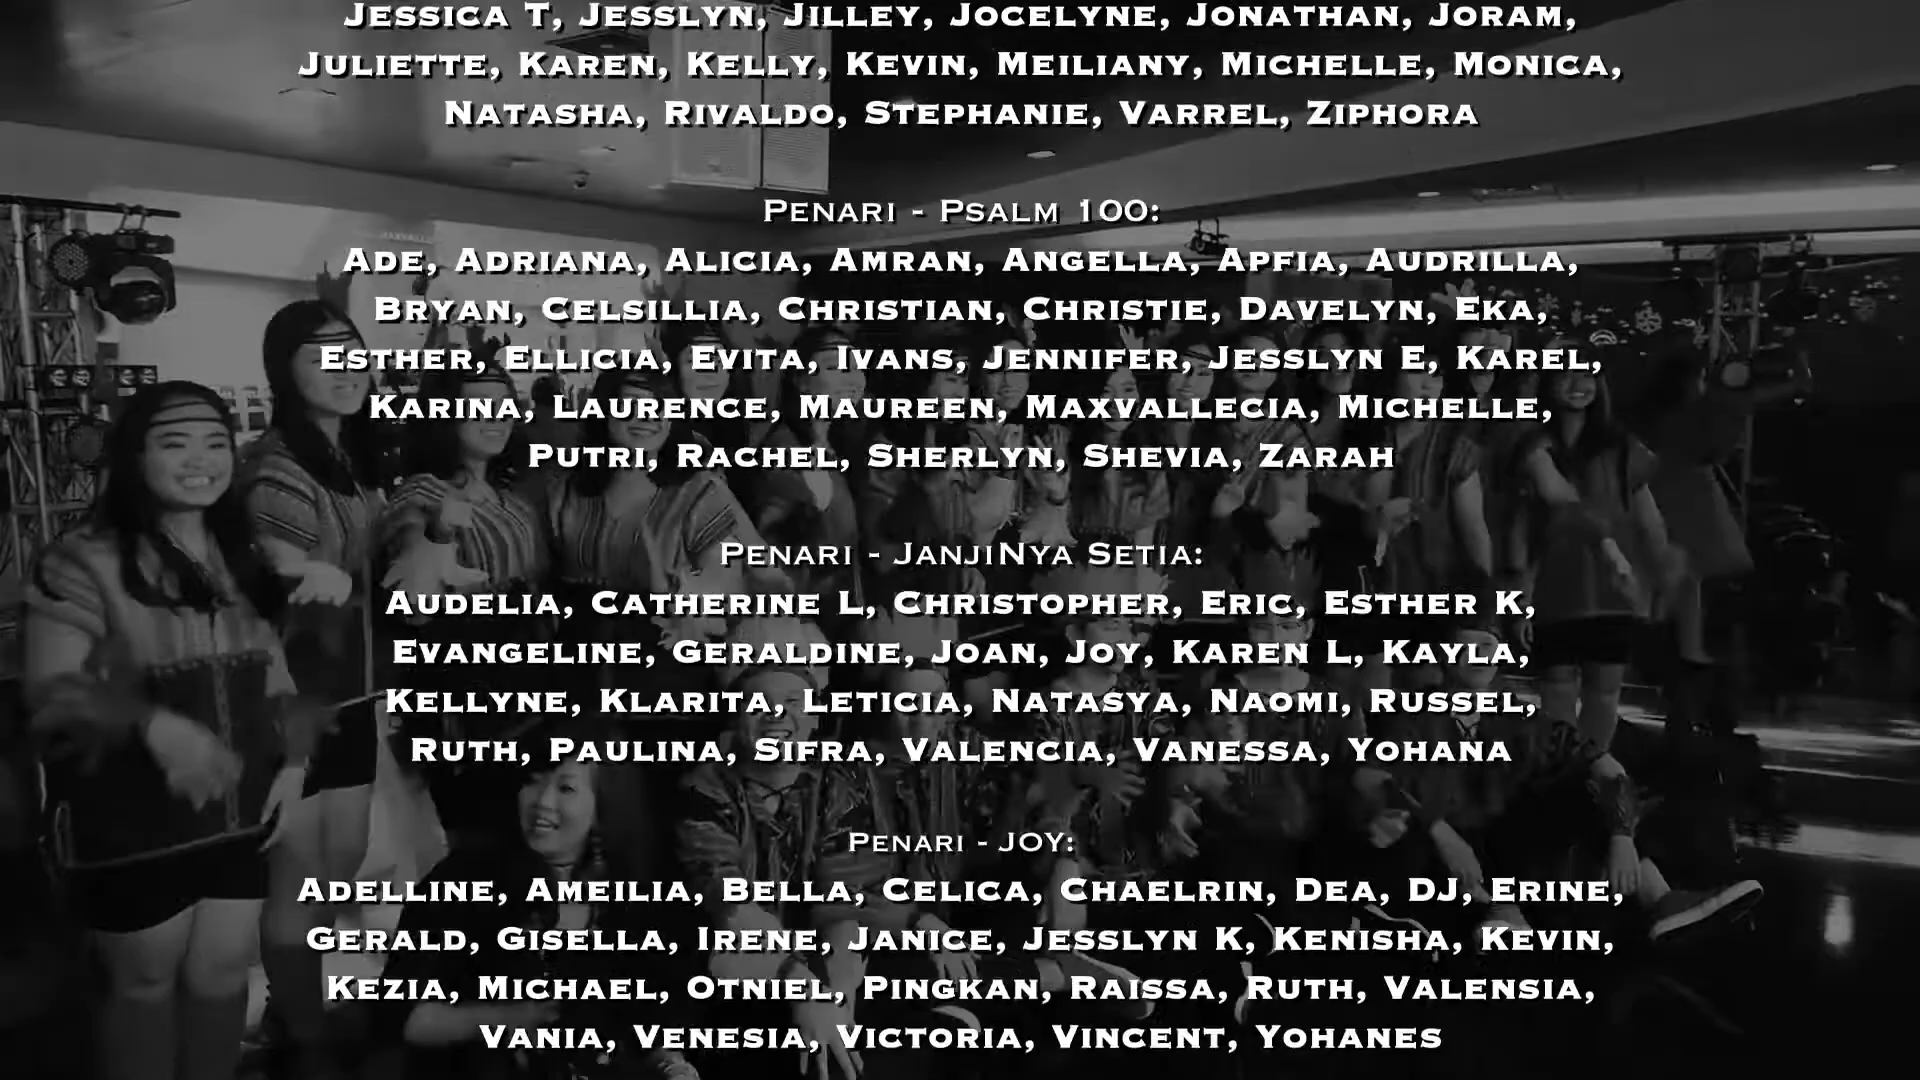 Jessica T, Jesslyn, Jilley, Jocelyne, Jonathan, Joram,
Juliette, Karen, Kelly, Kevin, Meiliany, Michelle, Monica,
Natasha, Rivaldo, Stephanie, Varrel, Ziphora
Penari - Psalm 100:
Ade, Adriana, Alicia, Amran, Angella, Apfia, Audrilla,
Bryan, Celsillia, Christian, Christie, Davelyn, Eka,
Esther, Ellicia, Evita, Ivans, Jennifer, Jesslyn E, Karel,
Karina, Laurence, Maureen, Maxvallecia, Michelle,
Putri, Rachel, Sherlyn, Shevia, Zarah
Penari - JanjiNya Setia:
Audelia, Catherine L, Christopher, Eric, Esther K,
Evangeline, Geraldine, Joan, Joy, Karen L, Kayla,
Kellyne, Klarita, Leticia, Natasya, Naomi, Russel,
Ruth, Paulina, Sifra, Valencia, Vanessa, Yohana
Penari - JOY:
Adelline, Ameilia, Bella, Celica, Chaelrin, Dea, DJ, Erine,
Gerald, Gisella, Irene, Janice, Jesslyn K, Kenisha, Kevin,
Kezia, Michael, Otniel, Pingkan, Raissa, Ruth, Valensia,
Vania, Venesia, Victoria, Vincent, Yohanes